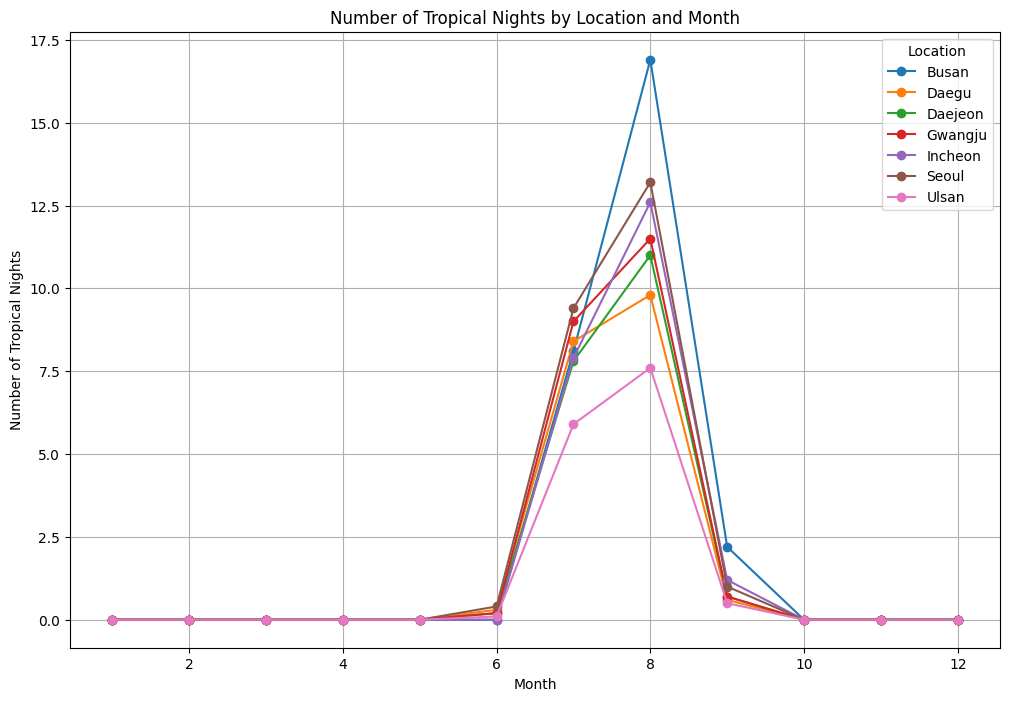 Number of Tropical Nights by Location and Month
17.5
15.0
12.5
10.0
7.5
5.0
2.5
0.0
Number of Tropical Nights
Location
Busan
Daegu
Daejeon
Gwangju
Incheon
Seoul
Ulsan
2 4 6 8 10 12
Month